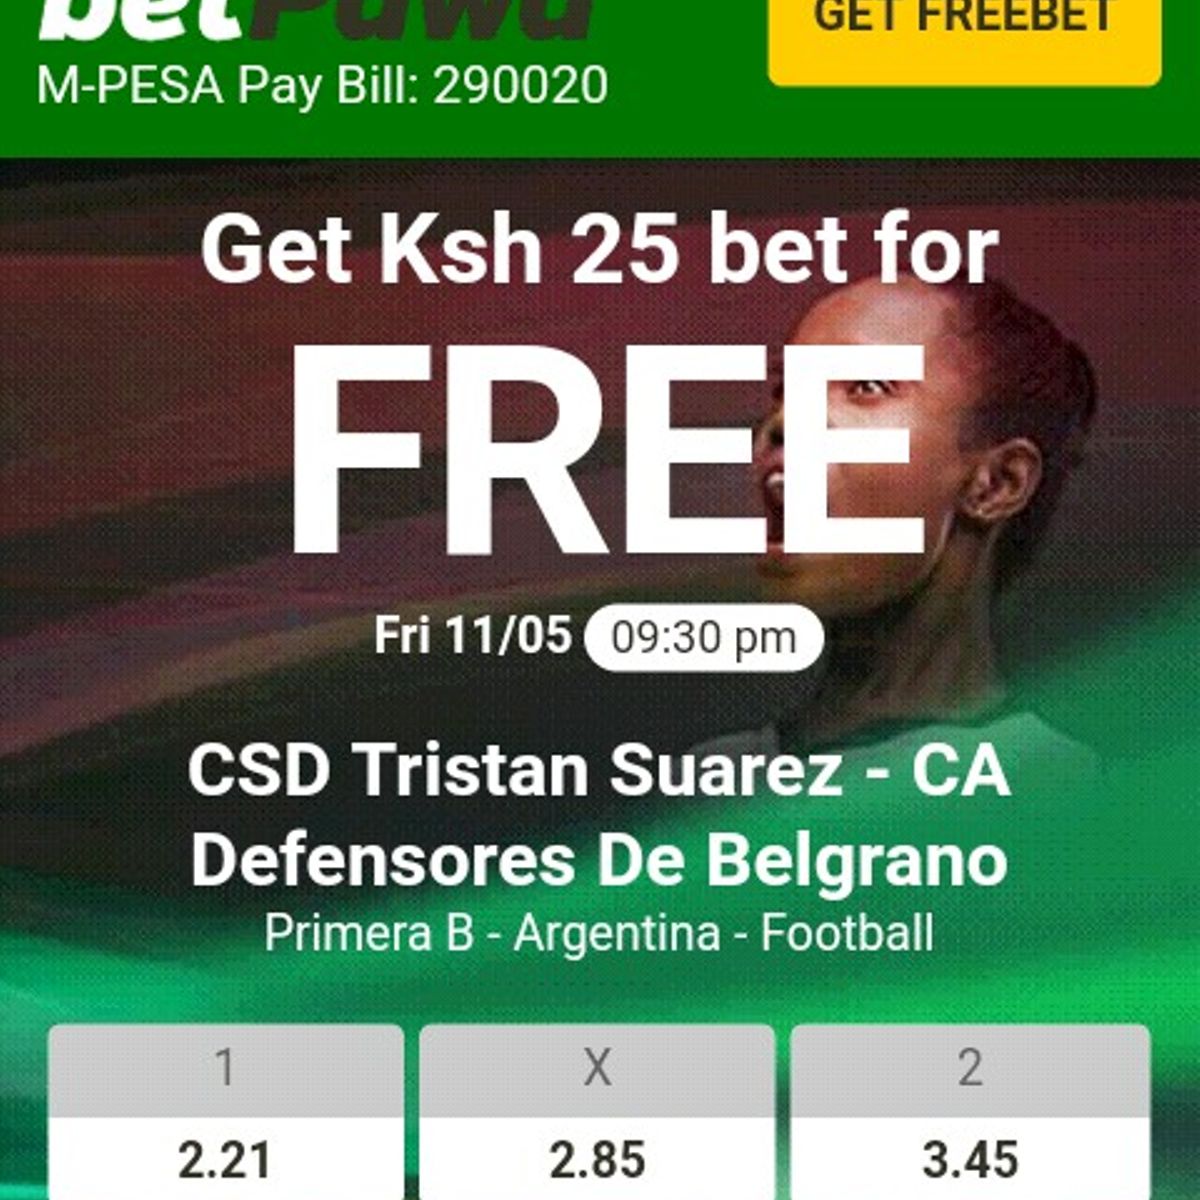 betPawa
GET FREEBET
M-PESA Pay Bill: 290020
Get Ksh 25 bet for
FREE
Fri 11/05 09:30 pm
CSD Tristan Suarez - CA
Defensores De Belgrano
Primera B - Argentina - Football
1 X 2
2.21 2.85 3.45